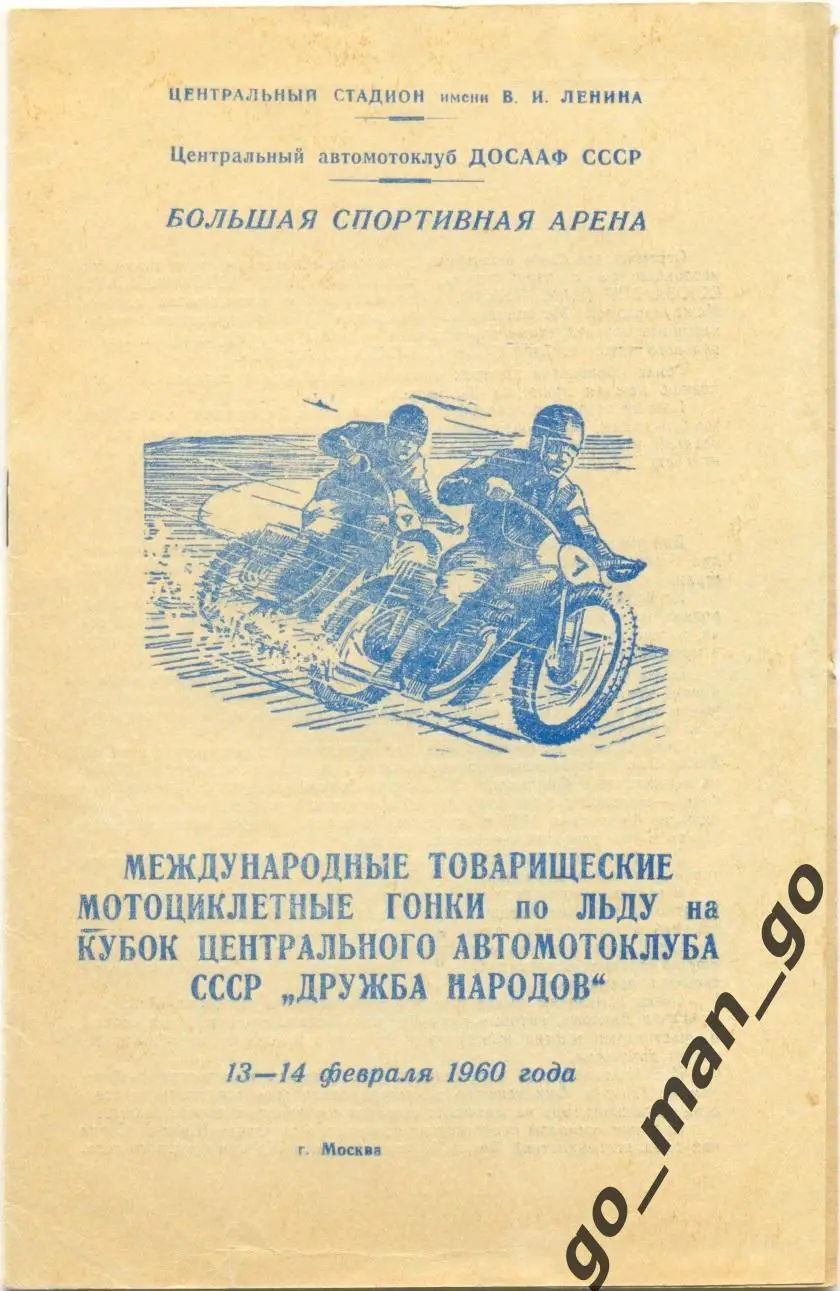 ЦЕНТРАЛЬНЫЙ СТАДИОН имени В. И. ЛЕНИНА
Центральный автомотоклуб ДОСААФ СССР
БОЛЬШАЯ СПОРТИВНАЯ АРЕНА
7
МЕЖДУНАРОДНЫЕ ТОВАРИЩЕСКИЕ
МОТОЦИКЛЕТНЫЕ ГОНКИ по ЛЬДУ на
КУБОК ЦЕНТРАЛЬНОГО АВТОМОТОКЛУБА
СССР „ДРУЖБА НАРОДОВ“
13—14 февраля 1960 года
г. Москва
go_man_go